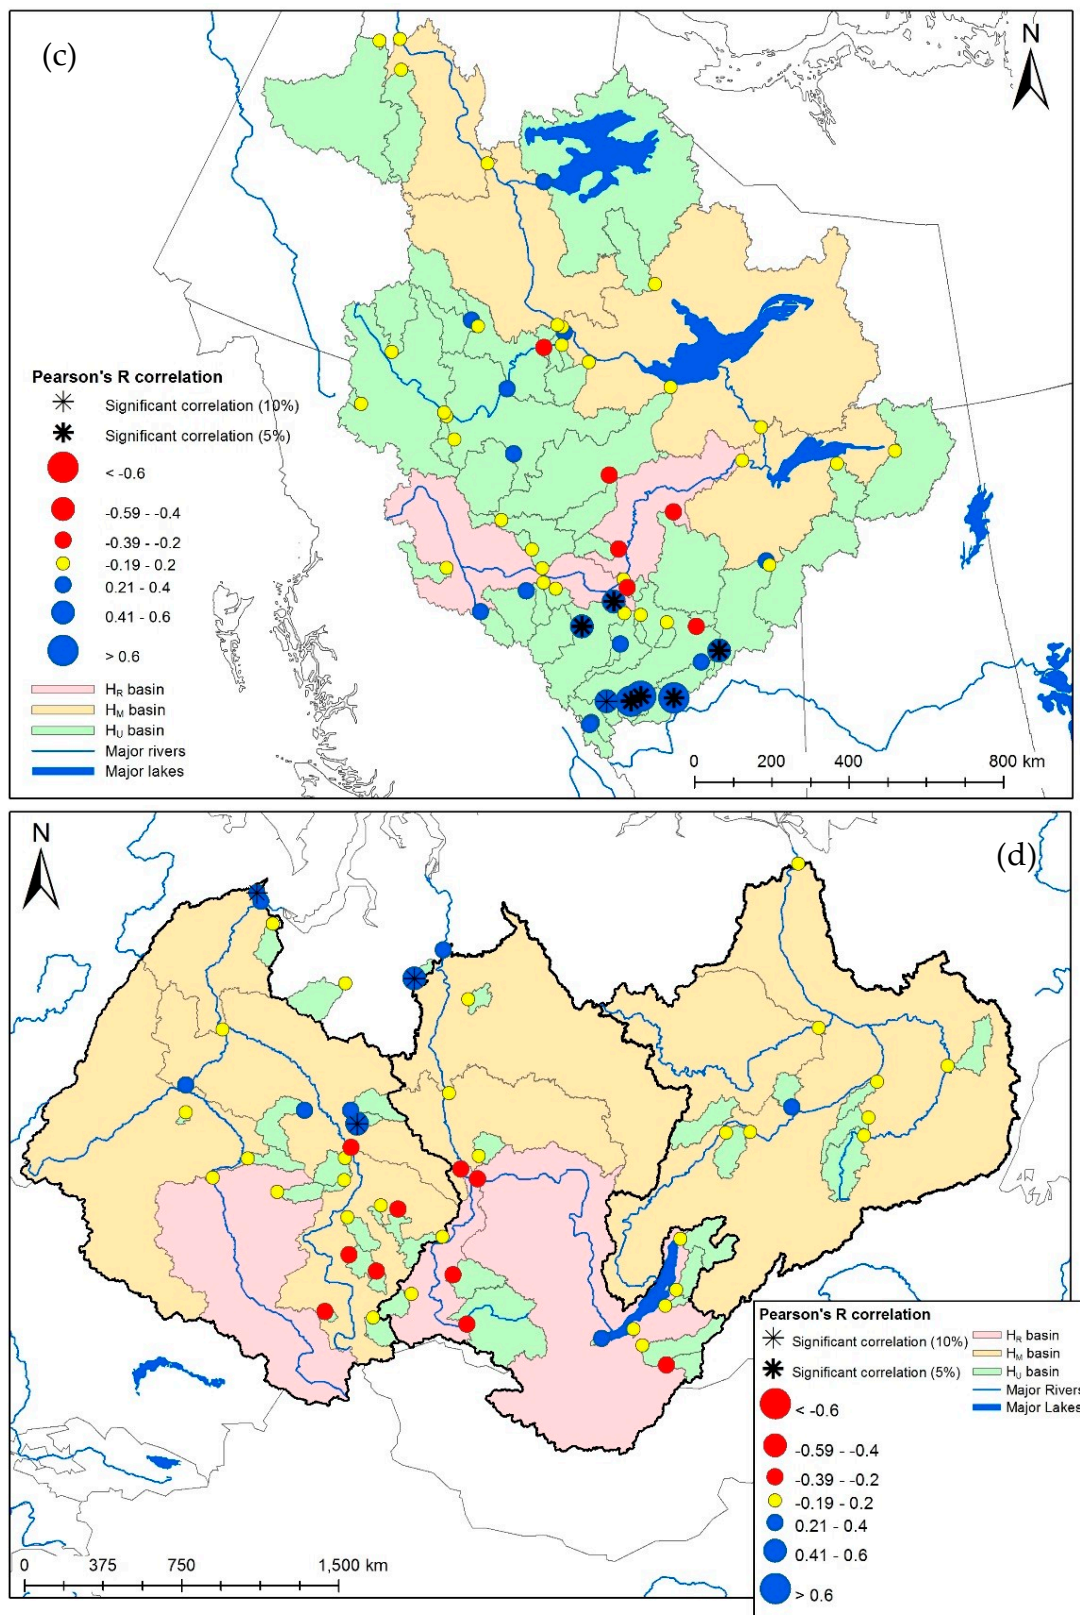 (c)
N
Pearson's R correlation
Significant correlation (10%)
Significant correlation (5%)
< -0.6
-0.59 - -0.4
-0.39 - -0.2
-0.19 - 0.2
0.21 - 0.4
0.41 - 0.6
> 0.6
HR basin
HM basin
HU basin
Major rivers
Major lakes
0 200 400 800 km
N
(d)
Pearson's R correlation
Significant correlation (10%)
Significant correlation (5%)
< -0.6
-0.59 - -0.4
-0.39 - -0.2
-0.19 - 0.2
0.21 - 0.4
0.41 - 0.6
> 0.6
HR basin
HM basin
HU basin
Major Rivers
Major Lakes
0 375 750 1,500 km